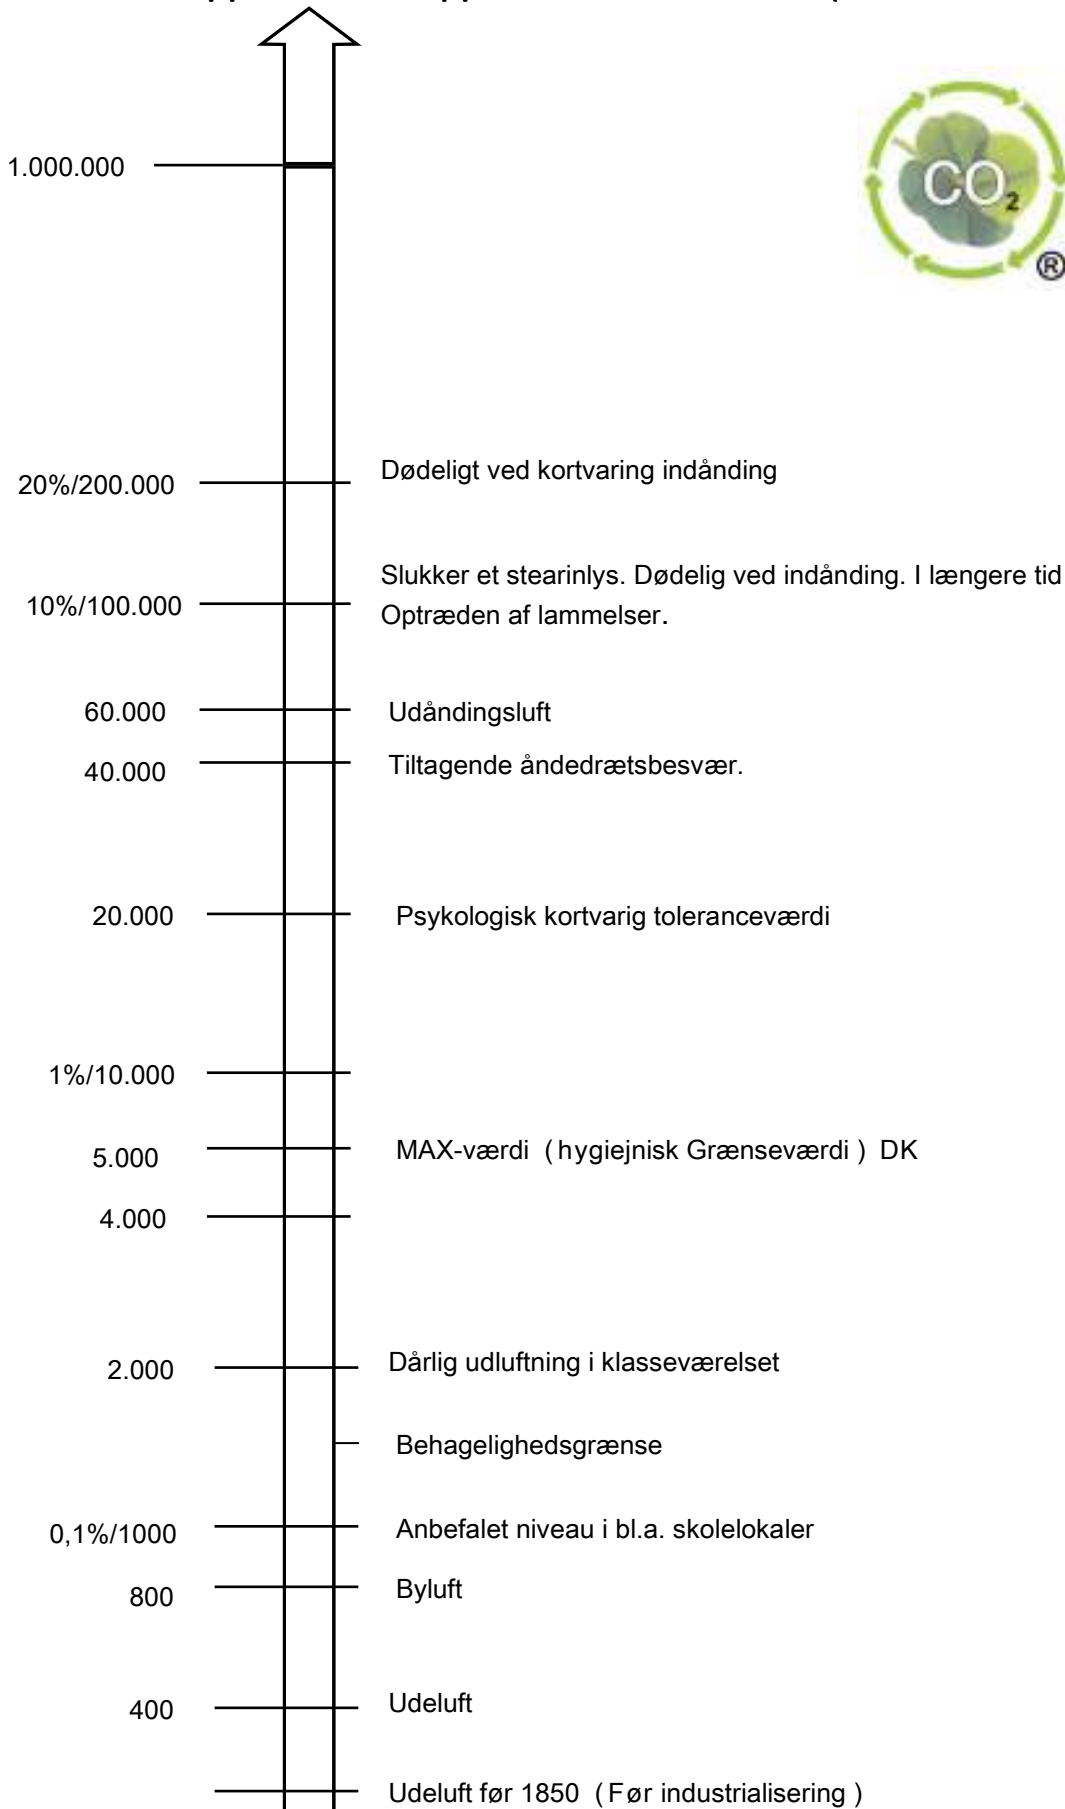 1.000.000
CO2
®
20%/200.000 Dødeligt ved kortvaring indånding
Slukker et stearinlys. Dødelig ved indånding. I længere tid
10%/100.000 Optræden af lammelser.
60.000 Udåndingsluft
40.000 Tiltagende åndedrætsbesvær.
20.000 Psykologisk kortvarig toleranceværdi
1%/10.000
5.000 MAX-værdi (hygiejnisk Grænseværdi) DK
4.000
2.000 Dårlig udluftning i klasseværelset
Behagelighedsgrænse
0,1%/1000 Anbefalet niveau i bl.a. skolelokaler
800 Byluft
400 Udeluft
Udeluft før 1850 (Før industrialisering)